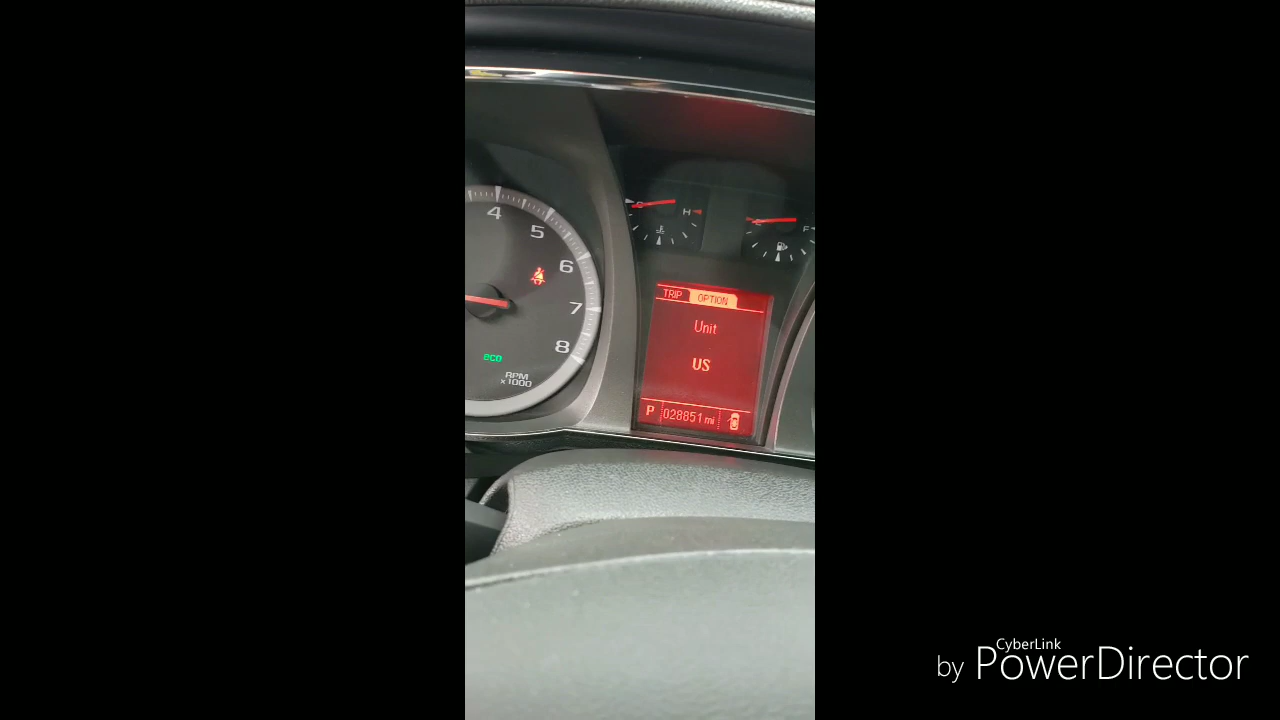 4
5
6
7
8
eco
RPM
x1000
C H
E F
TRIP OPTION
Unit
US
P 028851 mi
CyberLink
by PowerDirector